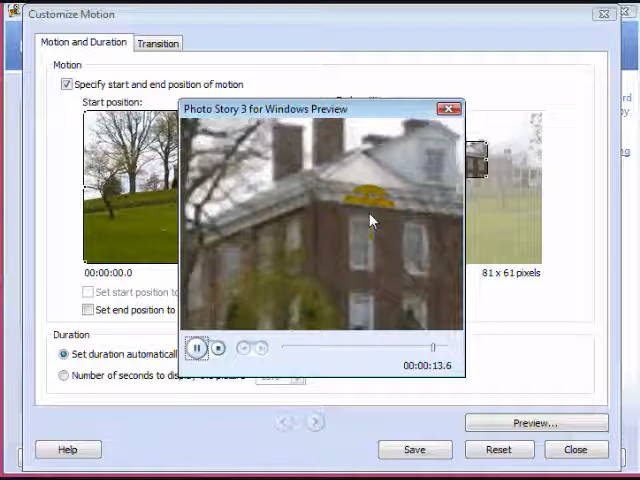 Customize Motion
Motion and Duration
Transition
Motion
Specify start and end position of motion
Start position:
Photo Story 3 for Windows Preview
00:00:00.0
81 x 61 pixels
Set start position to
Set end position to
Duration
Set duration automaticall
Number of seconds to display
00:00:13.6
Preview...
Help
Save
Reset
Close